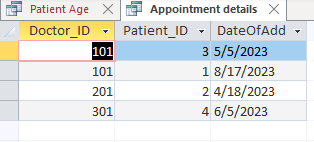 Patient Age Appointment details
Doctor_ID Patient_ID DateOfAdd
101 3 5/5/2023
101 1 8/17/2023
201 2 4/18/2023
301 4 6/5/2023